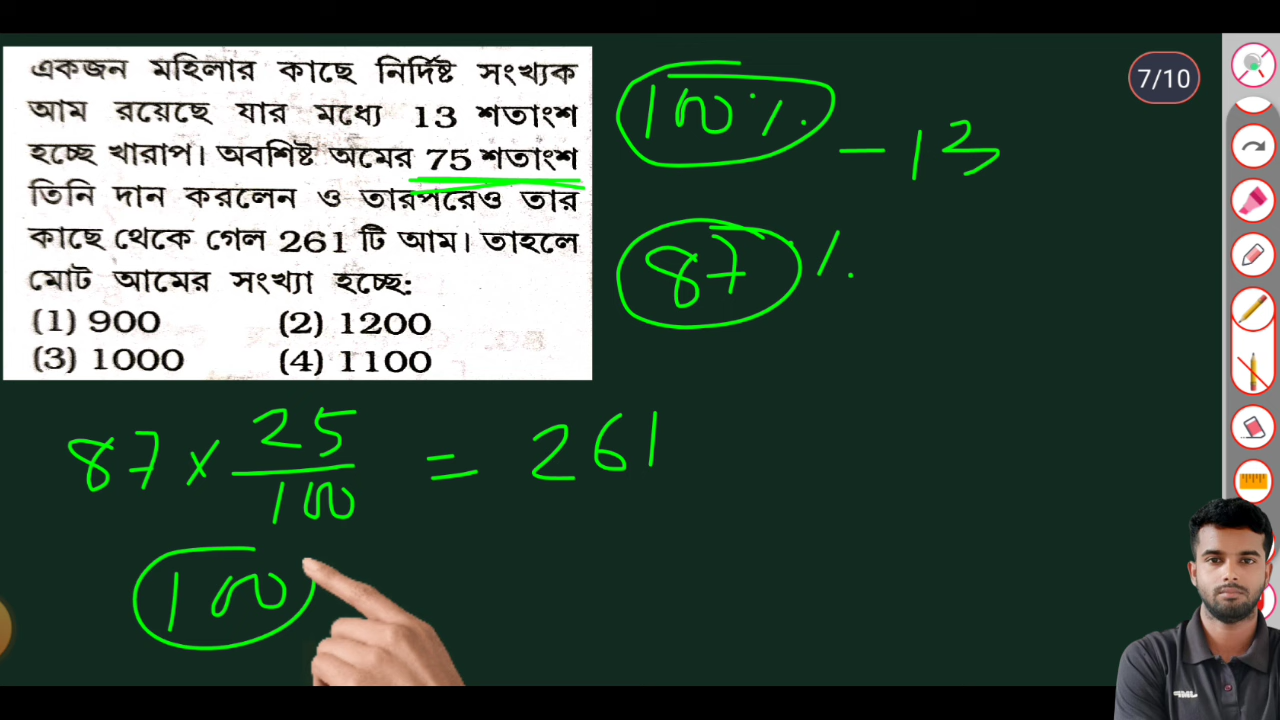 একজন মহিলার কাছে নির্দিষ্ট সংখ্যক
আম রয়েছে যার মধ্যে 13 শতাংশ
হচ্ছে খারাপ। অবশিষ্ট অমের 75 শতাংশ
তিনি দান করলেন ও তারপরেও তার
কাছে থেকে গেল 261 টি আম। তাহলে
মোট আমের সংখ্যা হচ্ছে:
(1) 900 (2) 1200
(3) 1000 (4) 1100
100%
- 13
87 %
7/10
87 × 25/100 = 261
100